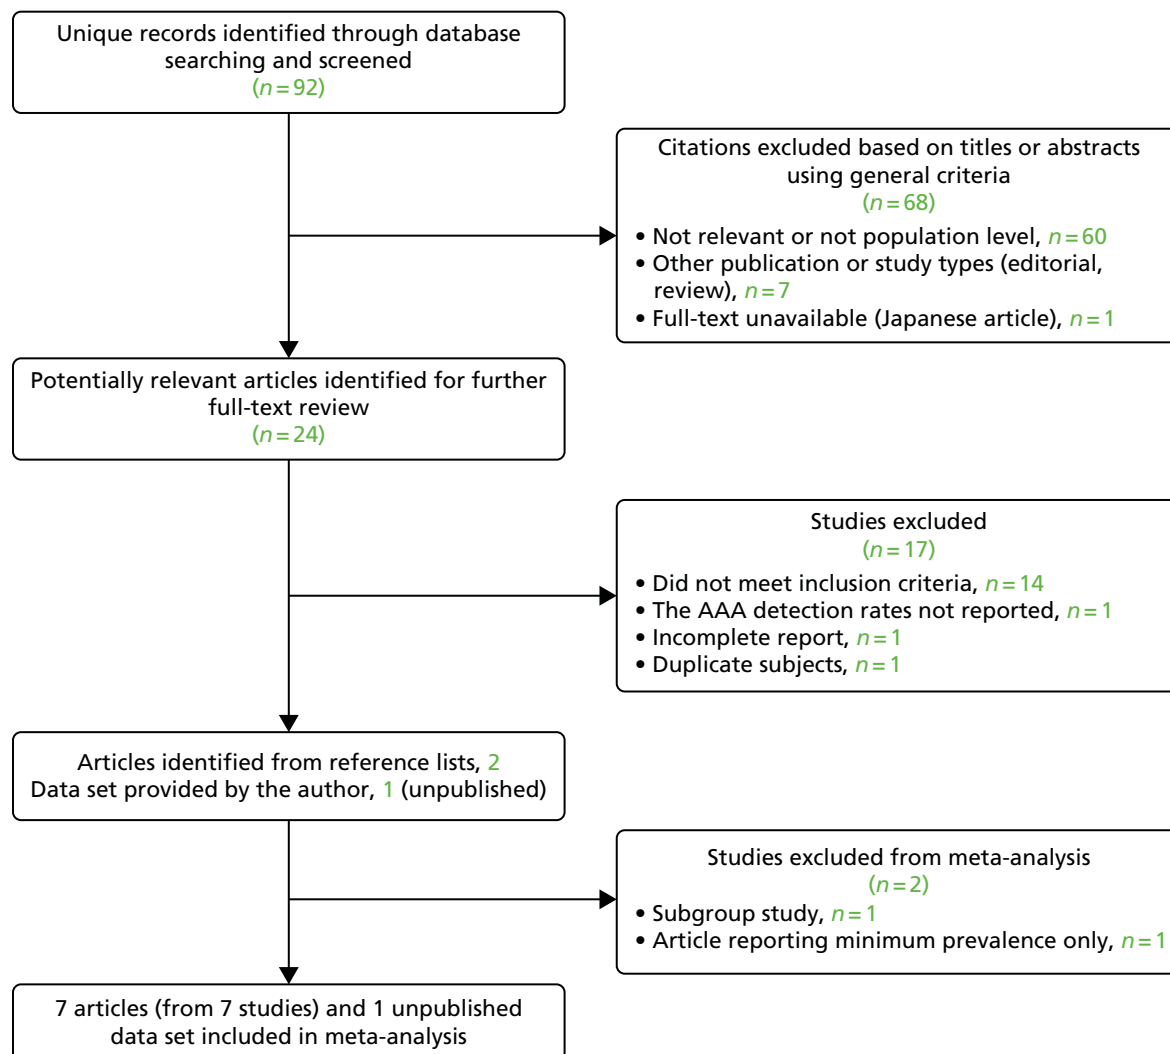 Unique records identified through database
searching and screened
(n = 92)
Citations excluded based on titles or abstracts
using general criteria
(n = 68)
• Not relevant or not population level, n = 60
• Other publication or study types (editorial,
review), n = 7
• Full-text unavailable (Japanese article), n = 1
Potentially relevant articles identified for further
full-text review
(n = 24)
Studies excluded
(n = 17)
• Did not meet inclusion criteria, n = 14
• The AAA detection rates not reported, n = 1
• Incomplete report, n = 1
• Duplicate subjects, n = 1
Articles identified from reference lists, 2
Data set provided by the author, 1 (unpublished)
Studies excluded from meta-analysis
(n = 2)
• Subgroup study, n = 1
• Article reporting minimum prevalence only, n = 1
7 articles (from 7 studies) and 1 unpublished
data set included in meta-analysis